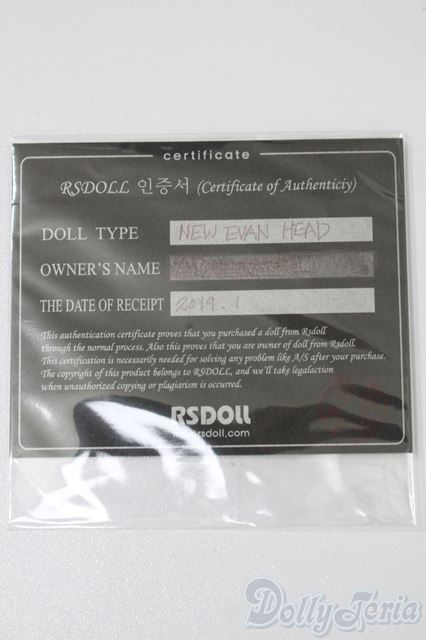 certificate
RSDOLL 인증서 (Certificate of Authenticiy)
DOLL TYPE NEW EVAN HEAD
OWNER'S NAME
THE DATE OF RECEIPT 2019. 1
This authentication certificate proves that you purchased a doll from Rsdoll
through the normal process. Also this proves that you are owner of doll from Rsdoll.
This certification is necessarily needed for solving any problem like A/S after your purchase.
The copyright of this product belongs to RSDOLL, and we'll take legalaction
when unauthorized copying or plagiarism is occurred.
RSDOLL
rsdoll.com
DollyTeria